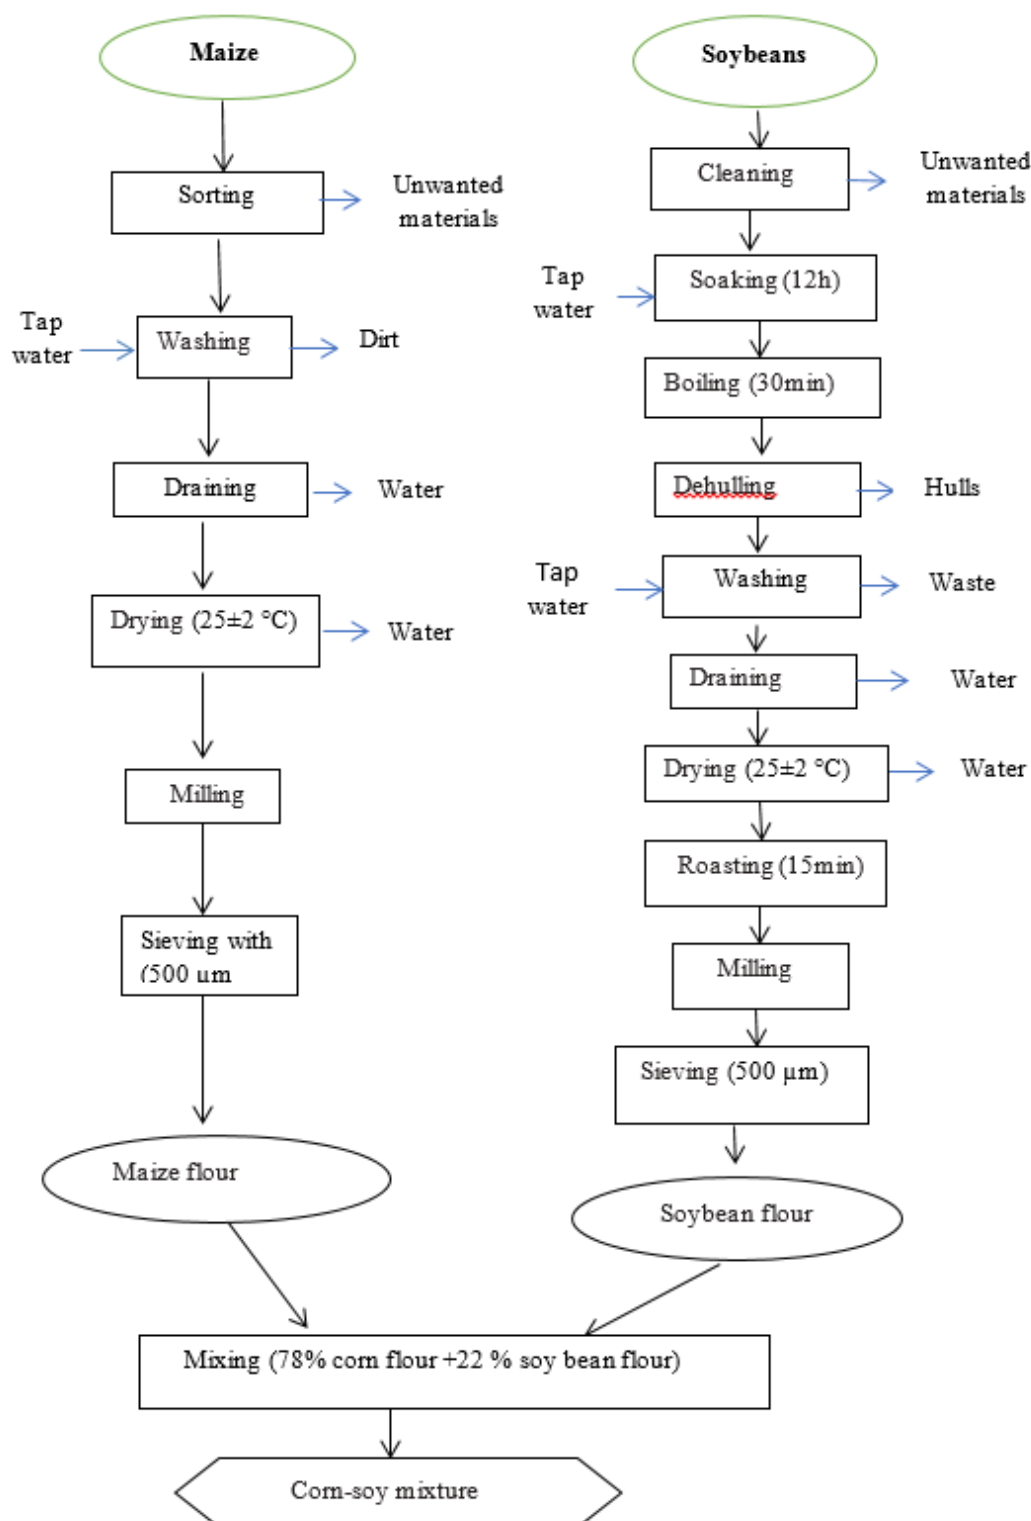 Maize
Sorting
Unwanted
materials
Tap
water
Washing
Dirt
Draining
Water
Drying (25±2 °C)
Water
Milling
Sieving with
(500 µm
Maize flour
Soybeans
Cleaning
Unwanted
materials
Tap
water
Soaking (12h)
Boiling (30min)
Dehulling
Hulls
Tap
water
Washing
Waste
Draining
Water
Drying (25±2 °C)
Water
Roasting (15min)
Milling
Sieving (500 µm)
Soybean flour
Mixing (78% corn flour +22 % soy bean flour)
Corn-soy mixture